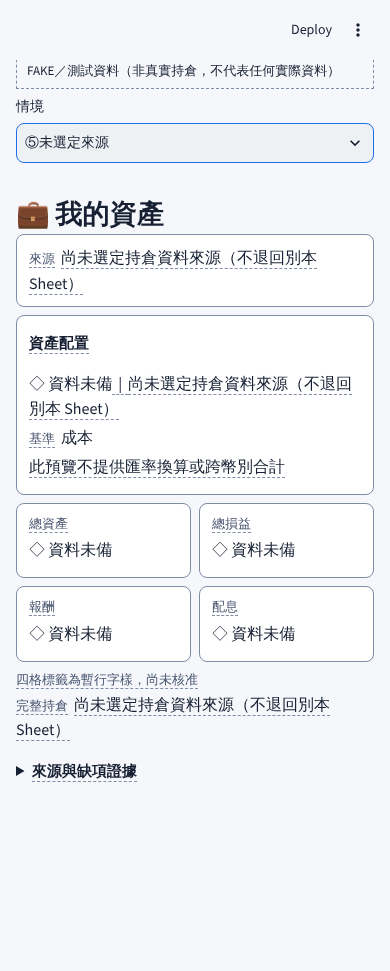 Deploy
FAKE／測試資料（非真實持倉，不代表任何實際資料）
情境
⑤未選定來源
我的資產
來源 尚未選定持倉資料來源（不退回別本
Sheet）
資產配置
◇ 資料未備｜尚未選定持倉資料來源（不退回
別本 Sheet）
基準 成本
此預覽不提供匯率換算或跨幣別合計
總資產
◇ 資料未備
總損益
◇ 資料未備
報酬
◇ 資料未備
配息
◇ 資料未備
四格標籤為暫行字樣，尚未核准
完整持倉 尚未選定持倉資料來源（不退回別本
Sheet）
來源與缺項證據